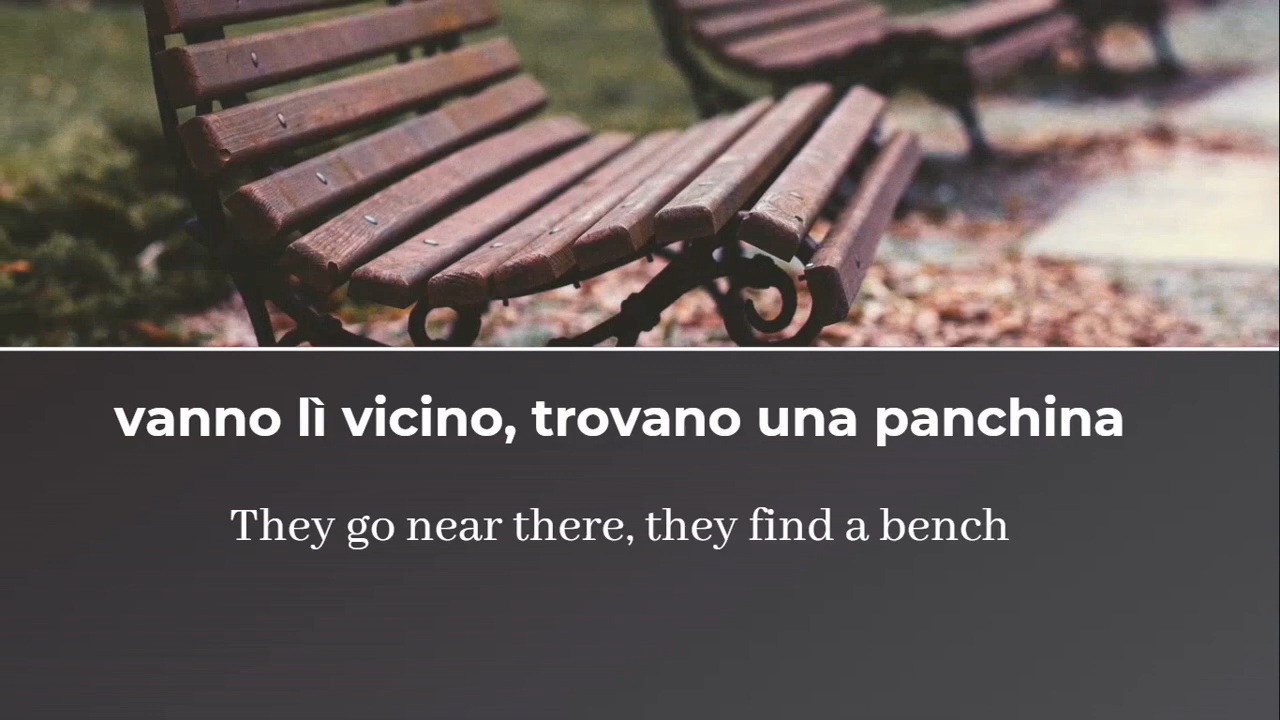 vanno lì vicino, trovano una panchina
They go near there, they find a bench